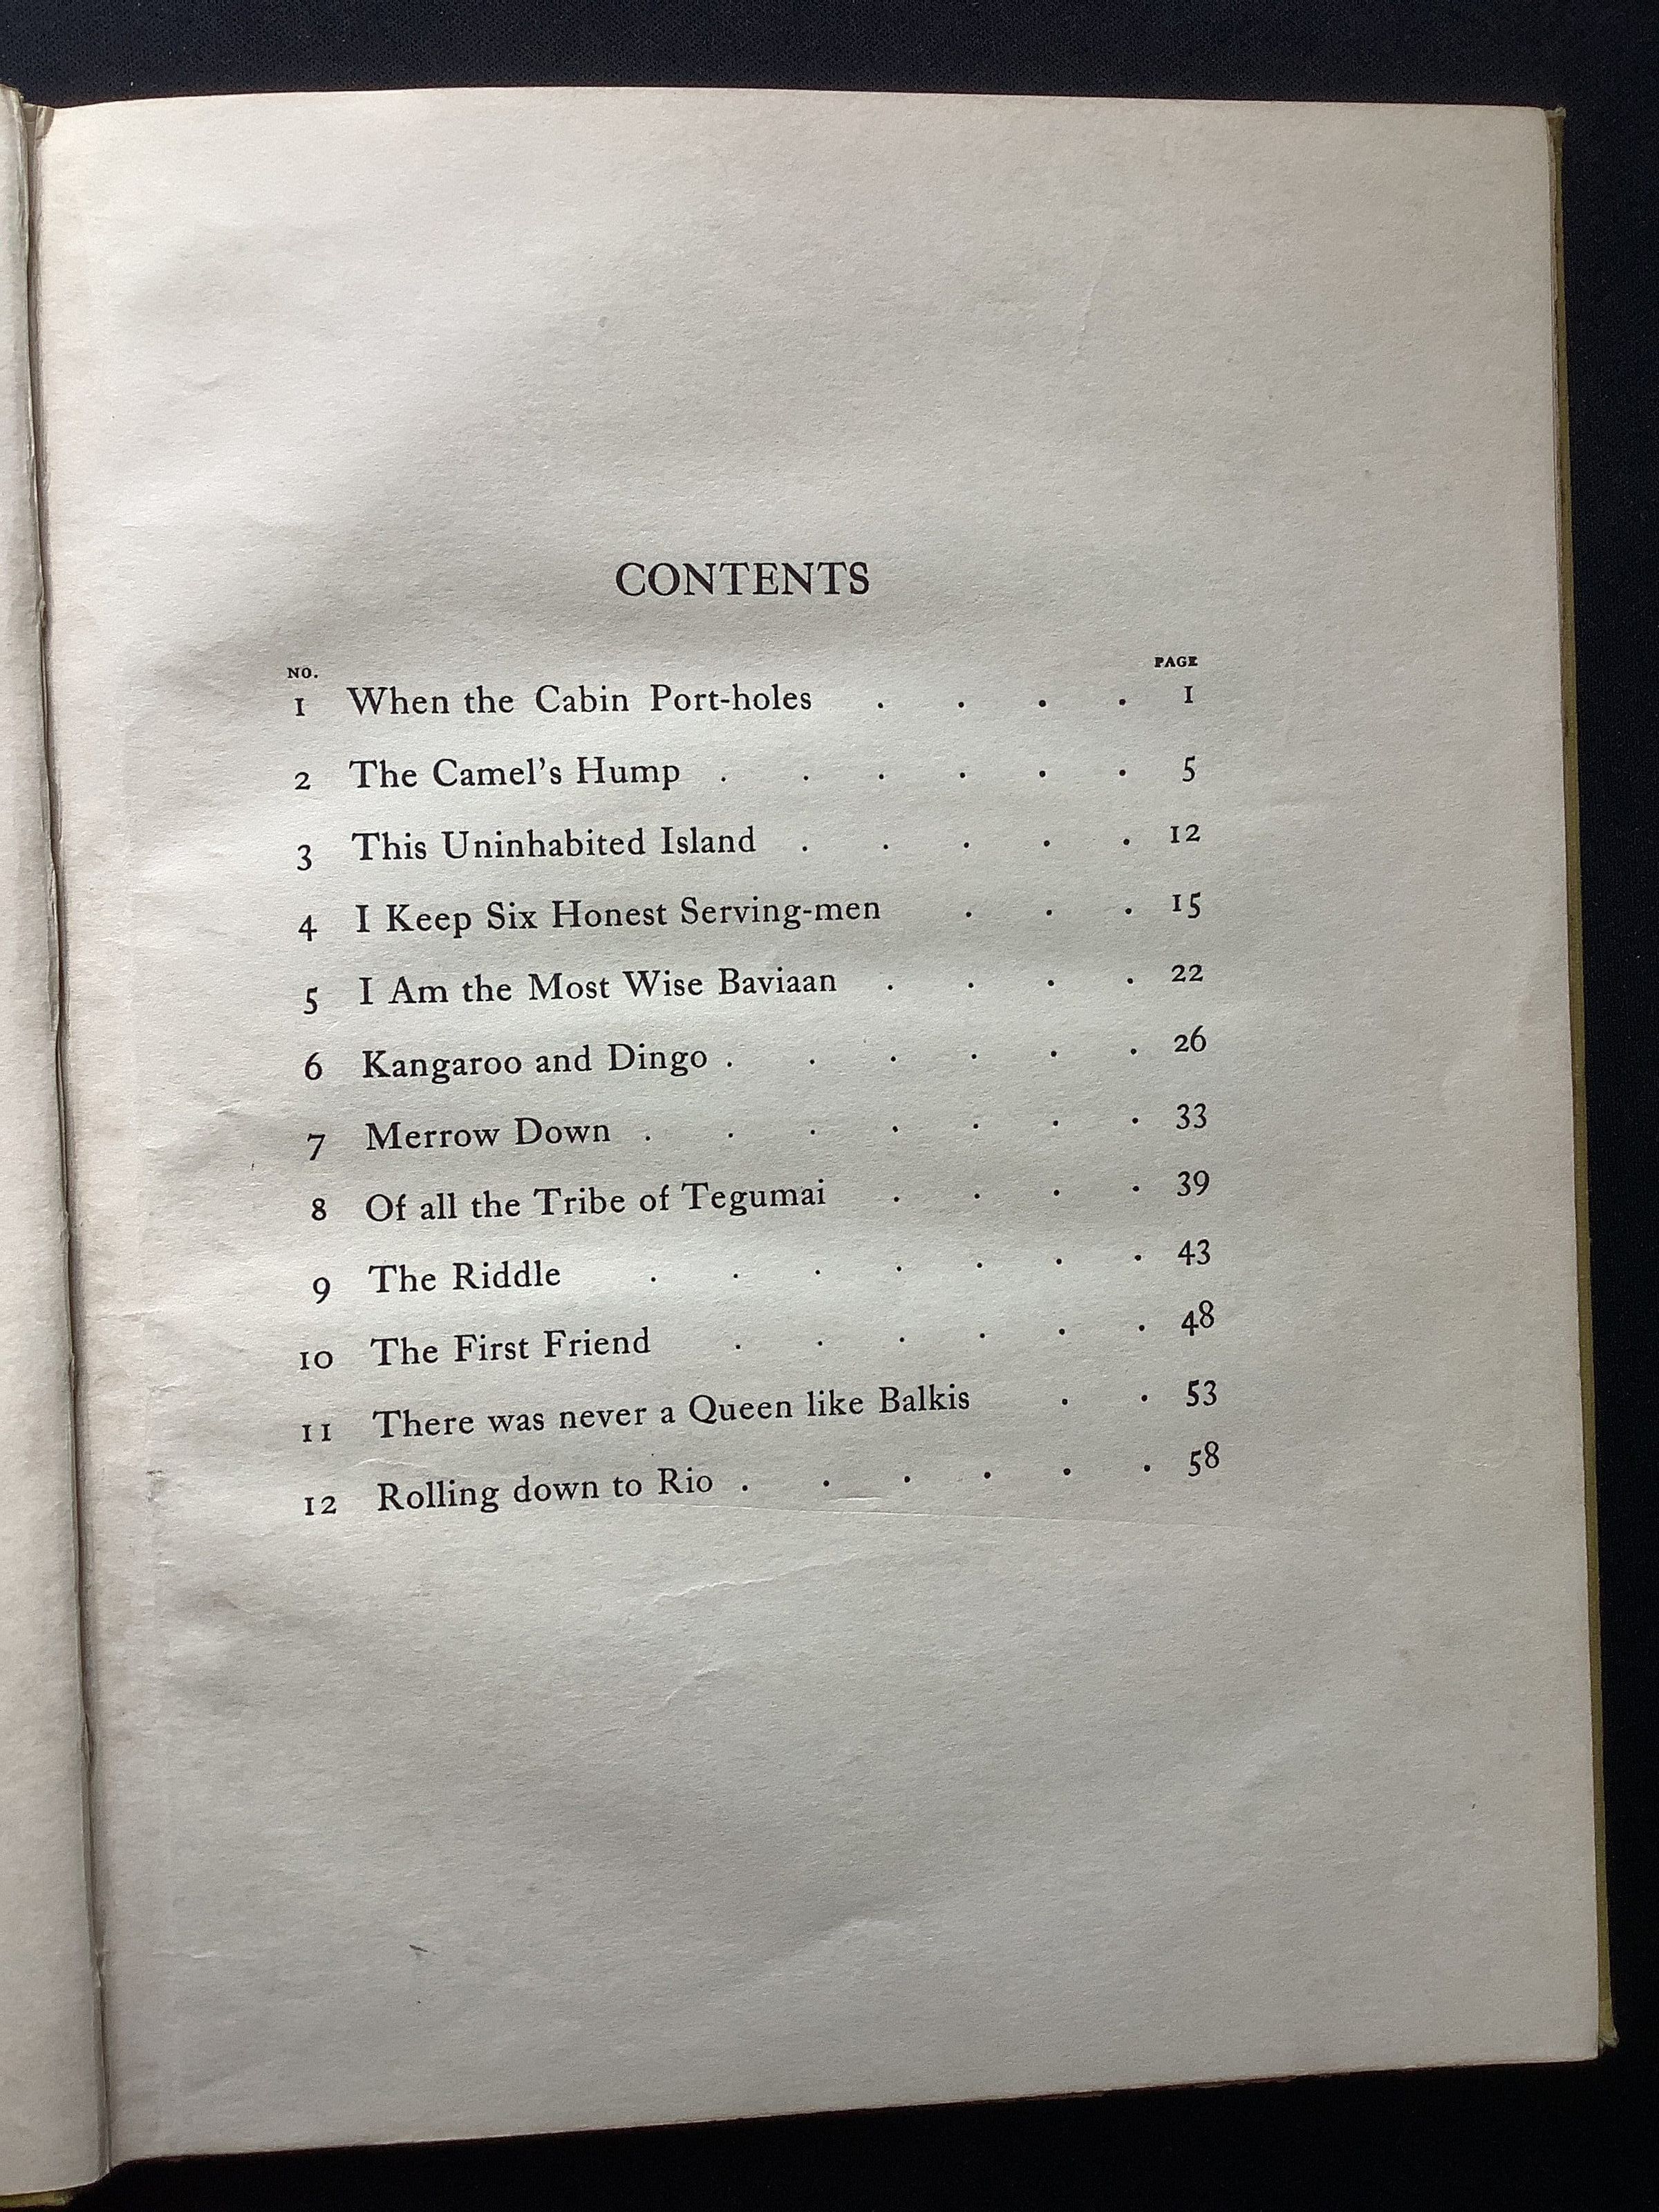 CONTENTS
NO. PAGE
1 When the Cabin Port-holes . . . . 1
2 The Camel's Hump . . . . . . 5
3 This Uninhabited Island . . . . . 12
4 I Keep Six Honest Serving-men . . . 15
5 I Am the Most Wise Baviaan . . . . 22
6 Kangaroo and Dingo . . . . . . 26
7 Merrow Down . . . . . . . 33
8 Of all the Tribe of Tegumai . . . . 39
9 The Riddle . . . . . . . 43
10 The First Friend . . . . . . 48
11 There was never a Queen like Balkis . . 53
12 Rolling down to Rio . . . . . . 58